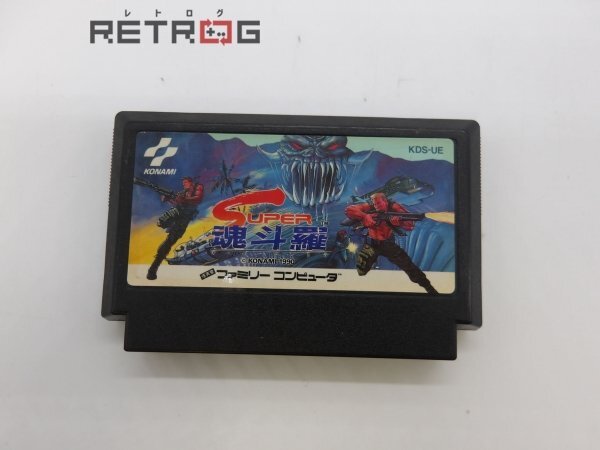 レトログ
RETROG
KONAMI
KDS-UE
SUPER
魂斗羅
© KONAMI 1990
ファミリー コンピュータ